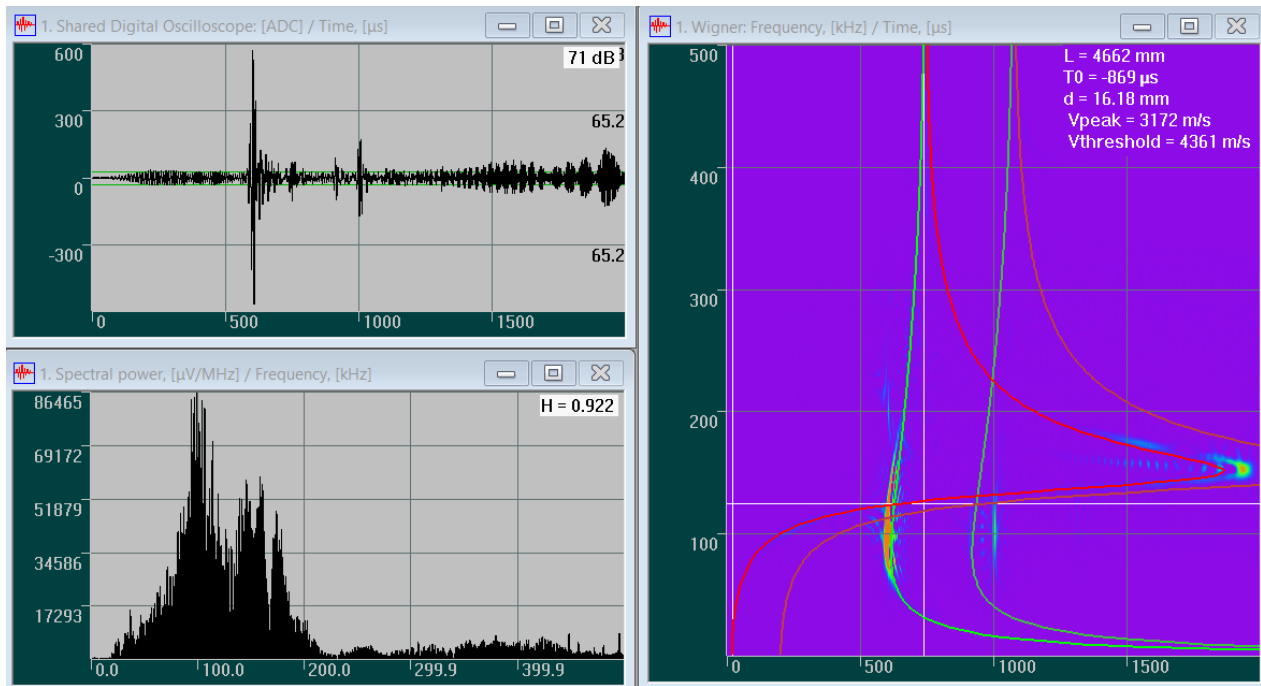 1. Shared Digital Oscilloscope: [ADC] / Time, [µs]
600
71 dB
300
65.2
0
-300
65.2
0
500
1000
1500
1. Spectral power, [µV/MHz] / Frequency, [kHz]
86465
H = 0.922
69172
51879
34586
17293
0.0
100.0
200.0
299.9
399.9
1. Wigner: Frequency, [kHz] / Time, [µs]
500
L = 4662 mm
T0 = -869 µs
d = 16.18 mm
Vpeak = 3172 m/s
Vthreshold = 4361 m/s
400
300
200
100
0
500
1000
1500